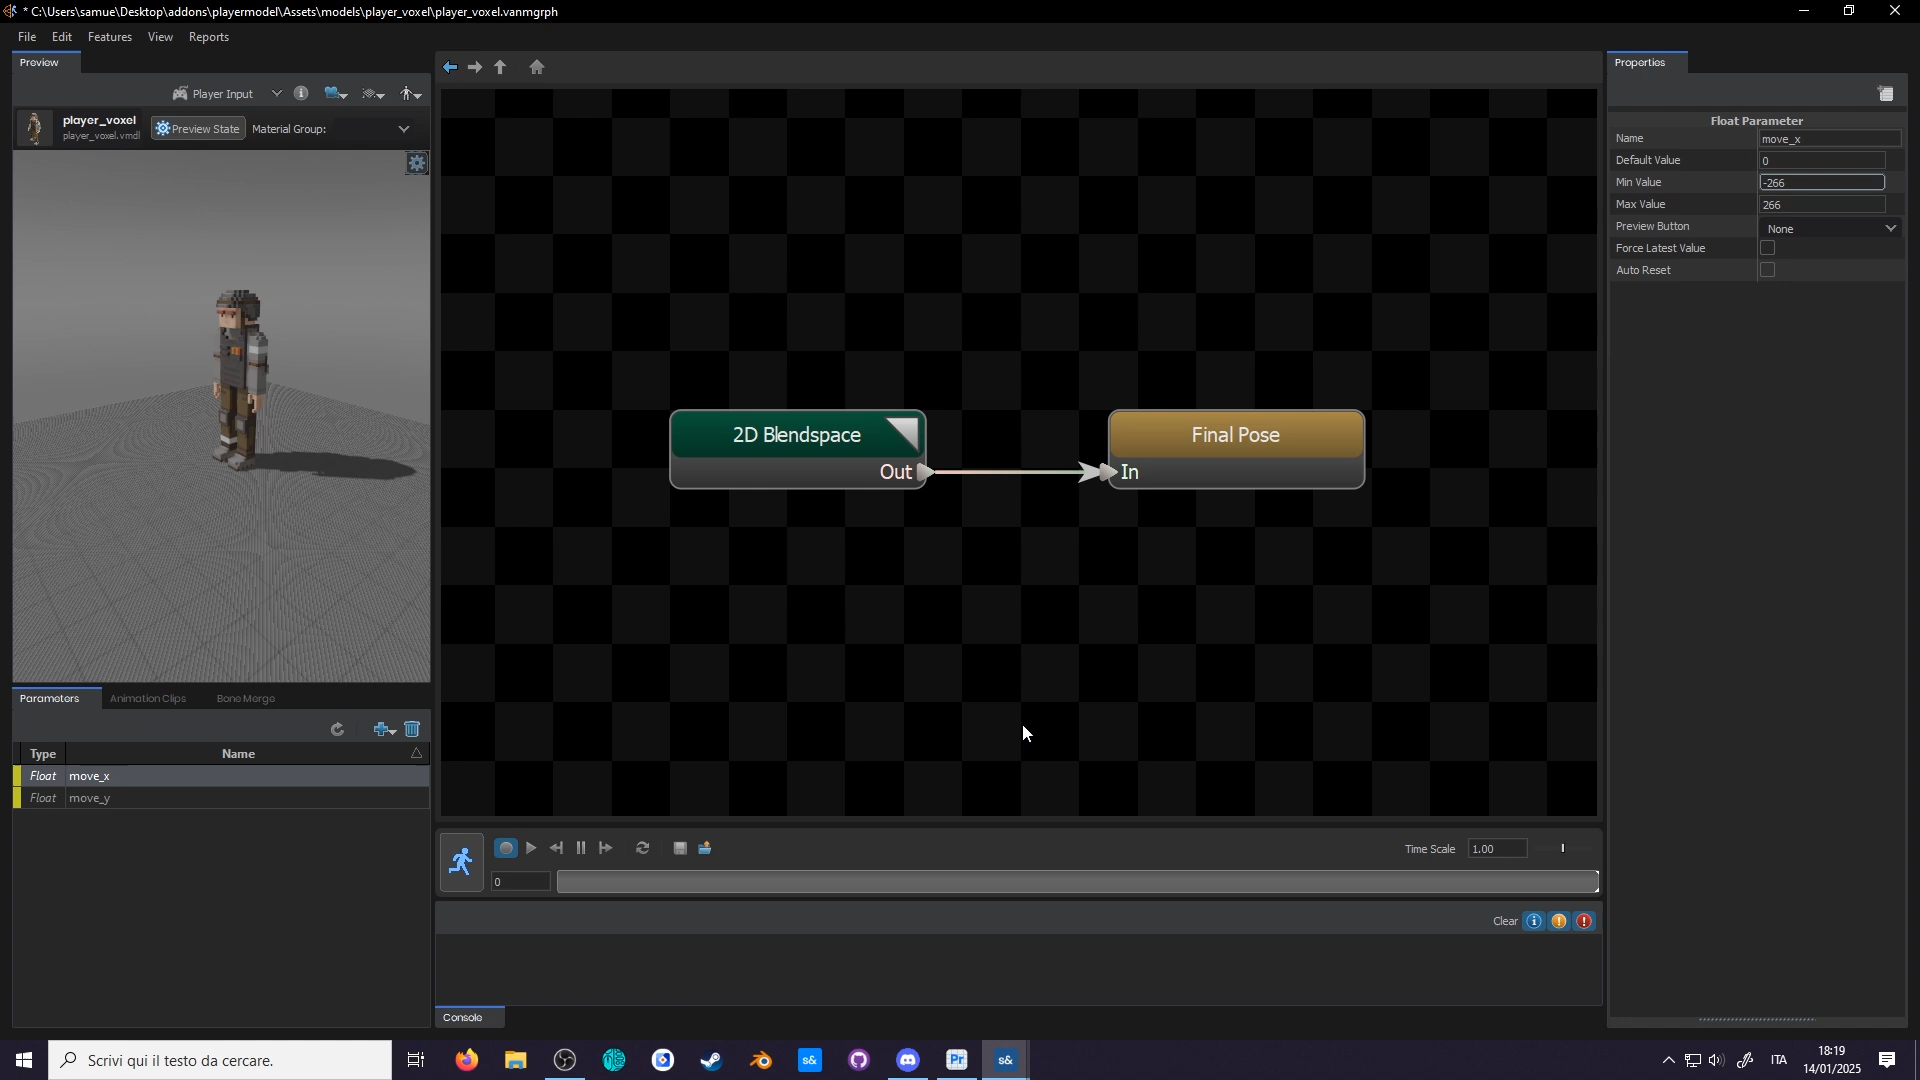 * C:\Users\samue\Desktop\addons\playermodel\Assets\models\player_voxel\player_voxel.vanmgrph
File Edit Features View Reports
Preview
Player Input
player_voxel
player_voxel.vmdl
Preview State
Material Group:
2D Blendspace
Out
Final Pose
In
Properties
Float Parameter
Name move_x
Default Value 0
Min Value -266
Max Value 266
Preview Button None
Force Latest Value
Auto Reset
Parameters Animation Clips Bone Merge
Type Name
Float move_x
Float move_y
Time Scale 1.00
0
Clear
Console
Scrivi qui il testo da cercare.
s&
Pr
s&
ITA
18:19
14/01/2025